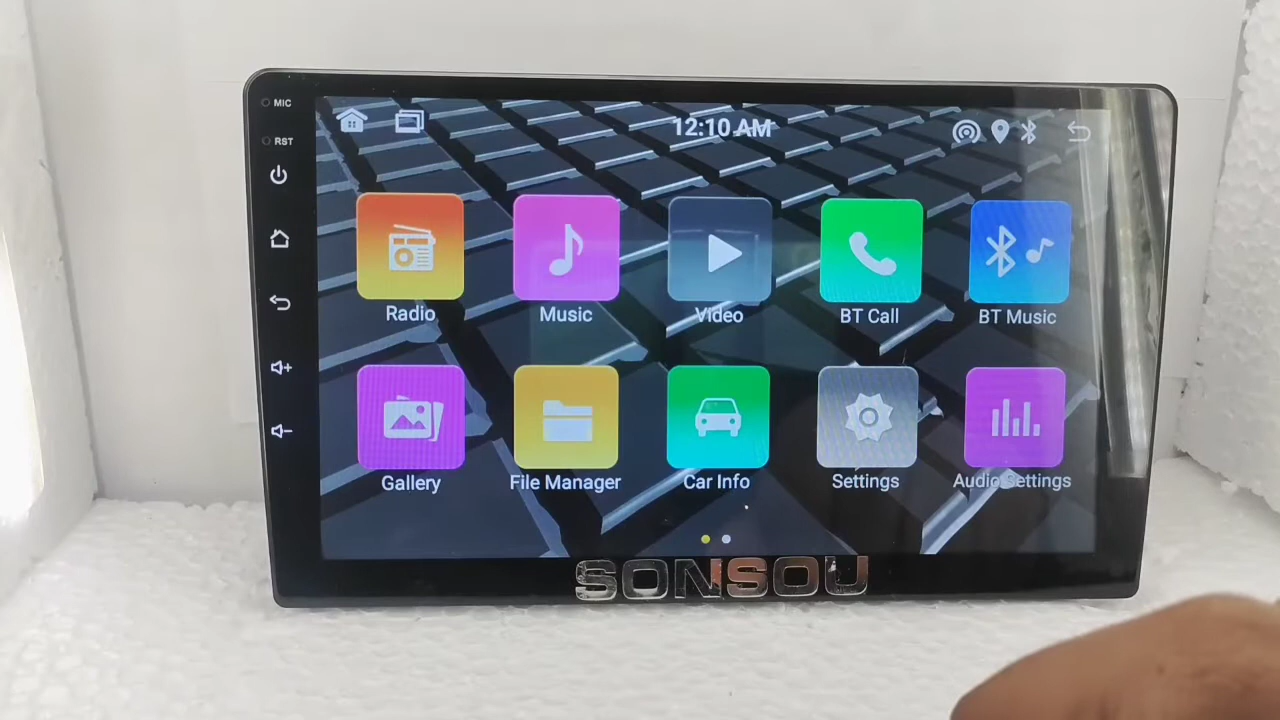 MIC
12:10 AM
RST
Radio
Music
Video
BT Call
BT Music
Gallery
File Manager
Car Info
Settings
Audio Settings
SONSOU